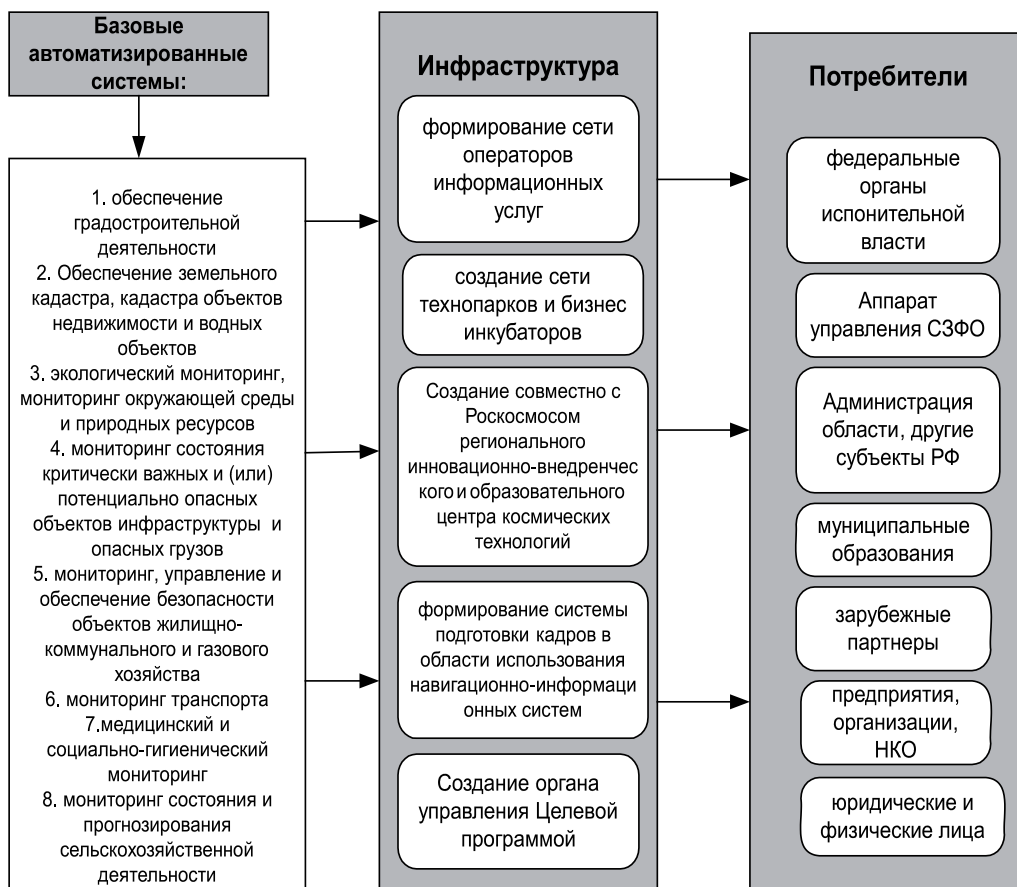 Базовые
автоматизированные
системы:
1. обеспечение
градостроительной
деятельности
2. Обеспечение земельного
кадастра, кадастра объектов
недвижимости и водных
объектов
3. экологический мониторинг,
мониторинг окружающей среды
и природных ресурсов
4. мониторинг состояния
критически важных и (или)
потенциально опасных
объектов инфраструктуры и
опасных грузов
5. мониторинг, управление и
обеспечение безопасности
объектов жилищно-
коммунального и газового
хозяйства
6. мониторинг транспорта
7.медицинский и
социально-гигиенический
мониторинг
8. мониторинг состояния и
прогнозирования
сельскохозяйственной
деятельности
Инфраструктура
формирование сети
операторов
информационных
услуг
создание сети
технопарков и бизнес
инкубаторов
Создание совместно с
Роскосмосом
регионального
инновационно-внедренчес
кого и образовательного
центра космических
технологий
формирование системы
подготовки кадров в
области использования
навигационно-информаци
онных систем
Создание органа
управления Целевой
программой
Потребители
федеральные
органы
испонительной
власти
Аппарат
управления СЗФО
Администрация
области, другие
субъекты РФ
муниципальные
образования
зарубежные
партнеры
предприятия,
организации,
НКО
юридические и
физические лица